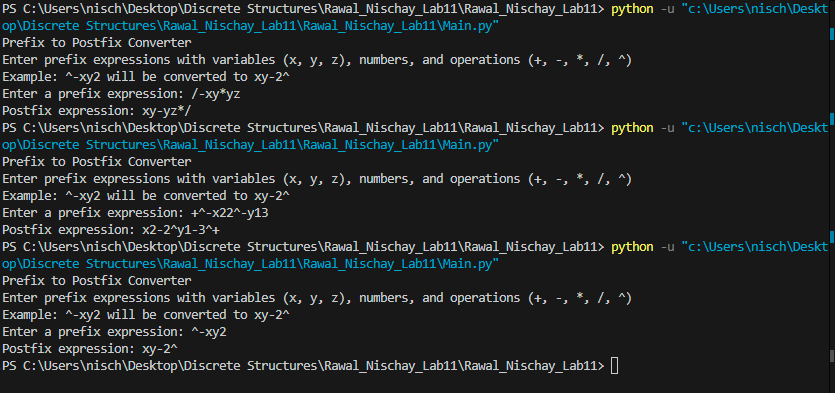 PS C:\Users\nisch\Desktop\Discrete Structures\Rawal_Nischay_Lab11\Rawal_Nischay_Lab11> python -u "c:\Users\nisch\Deskt
op\Discrete Structures\Rawal_Nischay_Lab11\Rawal_Nischay_Lab11\Main.py"
Prefix to Postfix Converter
Enter prefix expressions with variables (x, y, z), numbers, and operations (+, -, *, /, ^)
Example: ^-xy2 will be converted to xy-2^
Enter a prefix expression: /-xy*yz
Postfix expression: xy-yz*/
PS C:\Users\nisch\Desktop\Discrete Structures\Rawal_Nischay_Lab11\Rawal_Nischay_Lab11> python -u "c:\Users\nisch\Deskt
op\Discrete Structures\Rawal_Nischay_Lab11\Rawal_Nischay_Lab11\Main.py"
Prefix to Postfix Converter
Enter prefix expressions with variables (x, y, z), numbers, and operations (+, -, *, /, ^)
Example: ^-xy2 will be converted to xy-2^
Enter a prefix expression: +^-x22^-y13
Postfix expression: x2-2^y1-3^+
PS C:\Users\nisch\Desktop\Discrete Structures\Rawal_Nischay_Lab11\Rawal_Nischay_Lab11> python -u "c:\Users\nisch\Deskt
op\Discrete Structures\Rawal_Nischay_Lab11\Rawal_Nischay_Lab11\Main.py"
Prefix to Postfix Converter
Enter prefix expressions with variables (x, y, z), numbers, and operations (+, -, *, /, ^)
Example: ^-xy2 will be converted to xy-2^
Enter a prefix expression: ^-xy2
Postfix expression: xy-2^
PS C:\Users\nisch\Desktop\Discrete Structures\Rawal_Nischay_Lab11\Rawal_Nischay_Lab11>